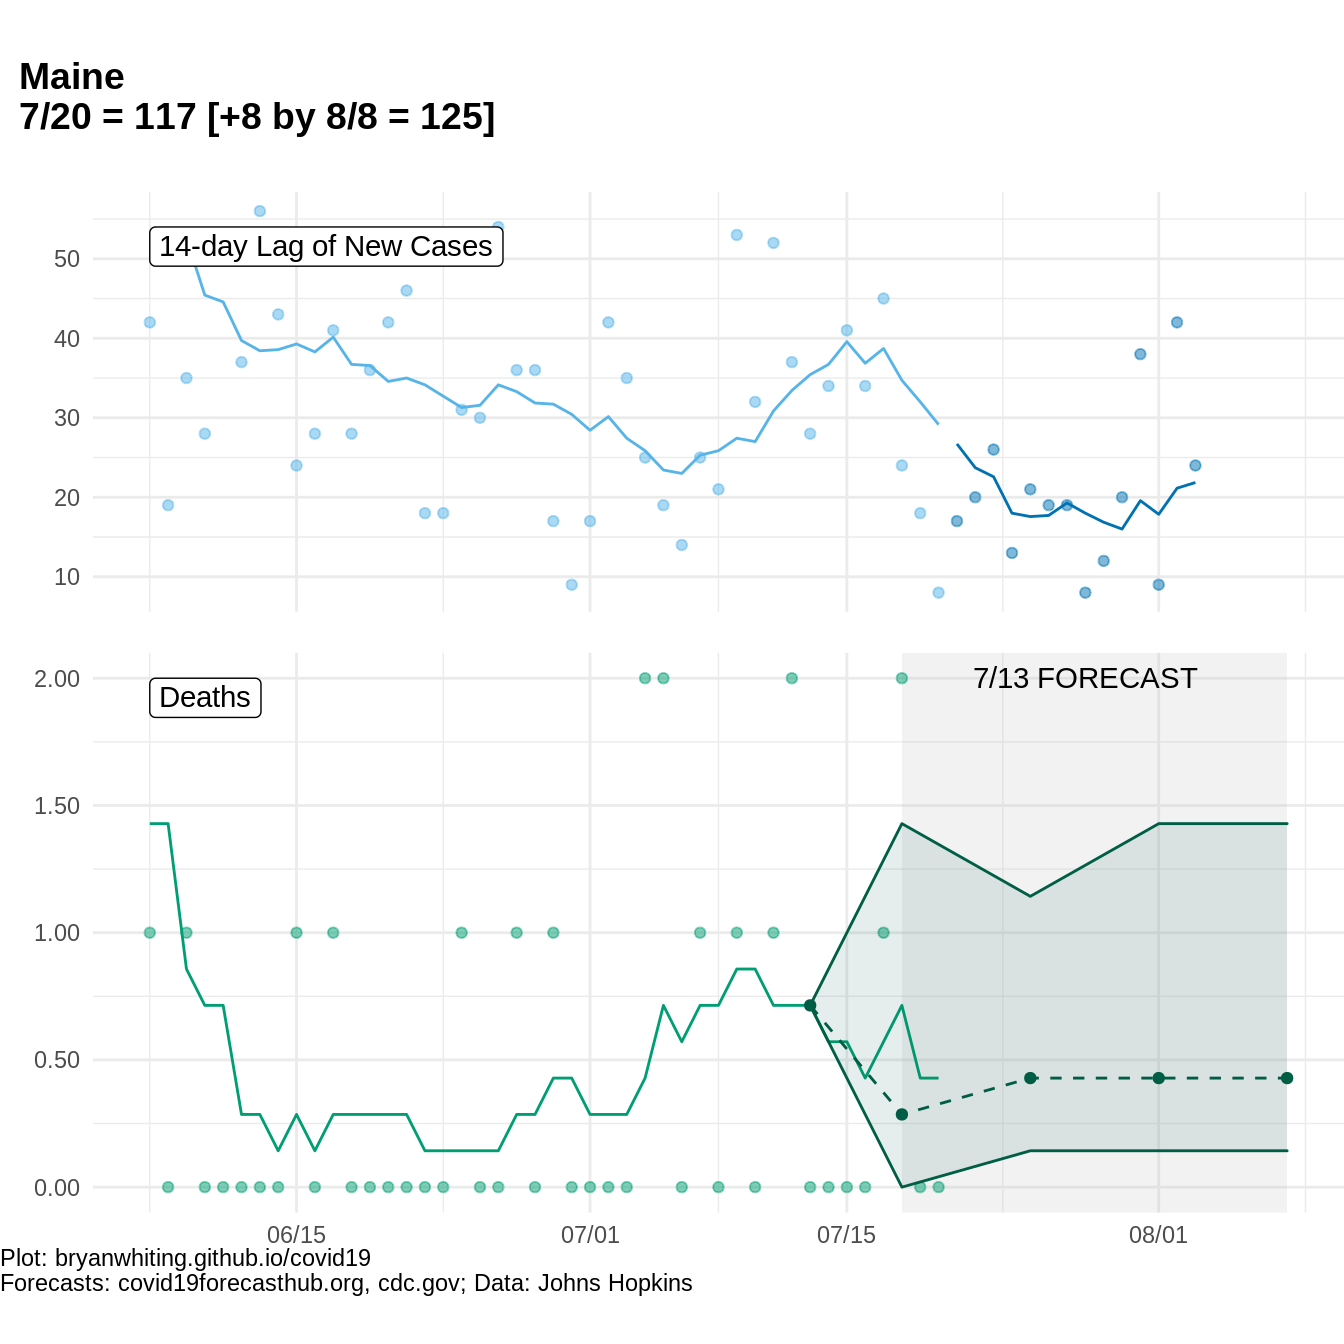 Maine
7/20 = 117 [+8 by 8/8 = 125]
14-day Lag of New Cases
50
40
30
20
10
2.00
7/13 FORECAST
Deaths
1.50
1.00
0.50
0.00
06/15
07/01
07/15
08/01
Plot: bryanwhiting.github.io/covid19
Forecasts: covid19forecasthub.org, cdc.gov; Data: Johns Hopkins